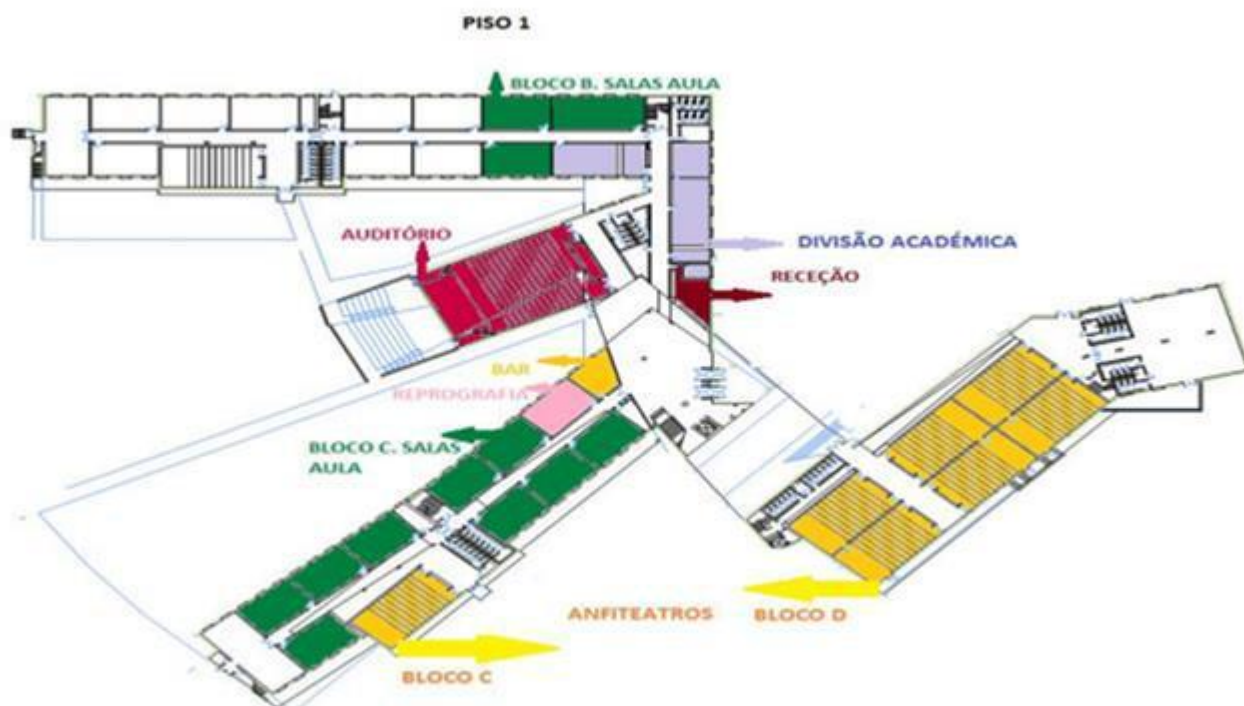 PISO 1
BLOCO B. SALAS AULA
AUDITÓRIO
DIVISÃO ACADÉMICA
RECEÇÃO
BAR
REPROGRAFIA
BLOCO C. SALAS
AULA
ANFITEATROS
BLOCO D
BLOCO C